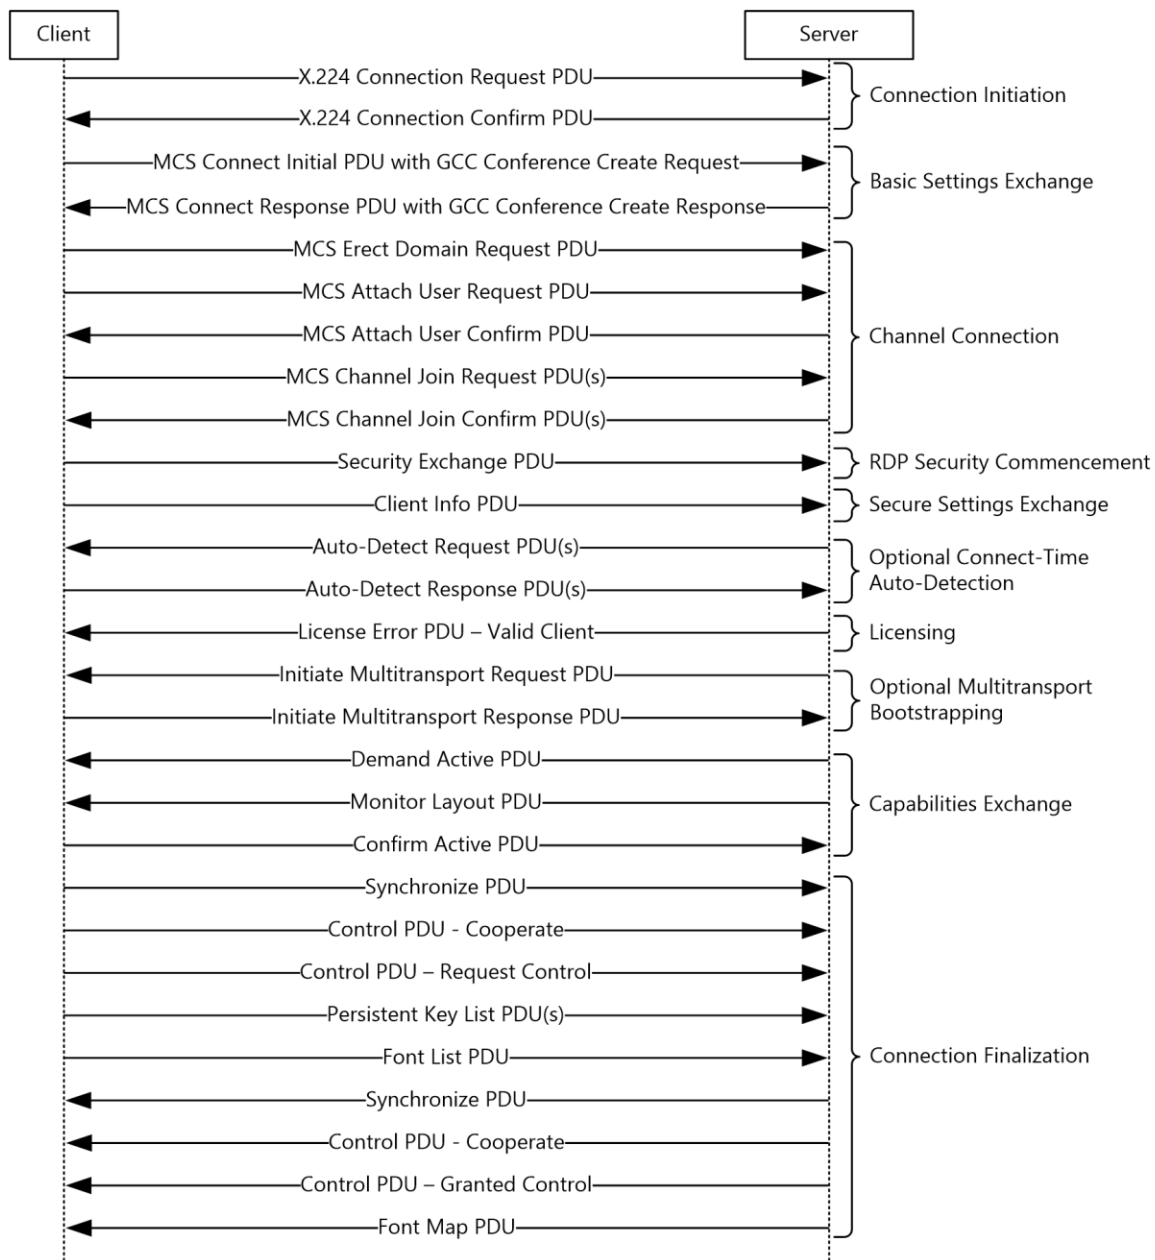 Client
Server
X.224 Connection Request PDU
X.224 Connection Confirm PDU
Connection Initiation
MCS Connect Initial PDU with GCC Conference Create Request
MCS Connect Response PDU with GCC Conference Create Response
Basic Settings Exchange
MCS Erect Domain Request PDU
MCS Attach User Request PDU
MCS Attach User Confirm PDU
MCS Channel Join Request PDU(s)
MCS Channel Join Confirm PDU(s)
Channel Connection
Security Exchange PDU
RDP Security Commencement
Client Info PDU
Secure Settings Exchange
Auto-Detect Request PDU(s)
Auto-Detect Response PDU(s)
Optional Connect-Time
Auto-Detection
License Error PDU – Valid Client
Licensing
Initiate Multitransport Request PDU
Initiate Multitransport Response PDU
Optional Multitransport
Bootstrapping
Demand Active PDU
Monitor Layout PDU
Confirm Active PDU
Capabilities Exchange
Synchronize PDU
Control PDU - Cooperate
Control PDU – Request Control
Persistent Key List PDU(s)
Font List PDU
Synchronize PDU
Control PDU - Cooperate
Control PDU – Granted Control
Font Map PDU
Connection Finalization